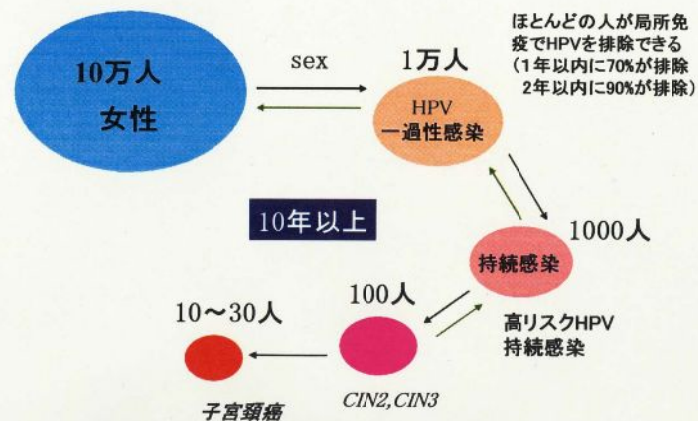 10万人
女性
sex
1万人
HPV
一過性感染
ほとんどの人が局所免
疫でHPVを排除できる
(1年以内に70%が排除
2年以内に90%が排除)
10年以上
1000人
持続感染
高リスクHPV
持続感染
100人
CIN2,CIN3
10〜30人
子宮頚癌